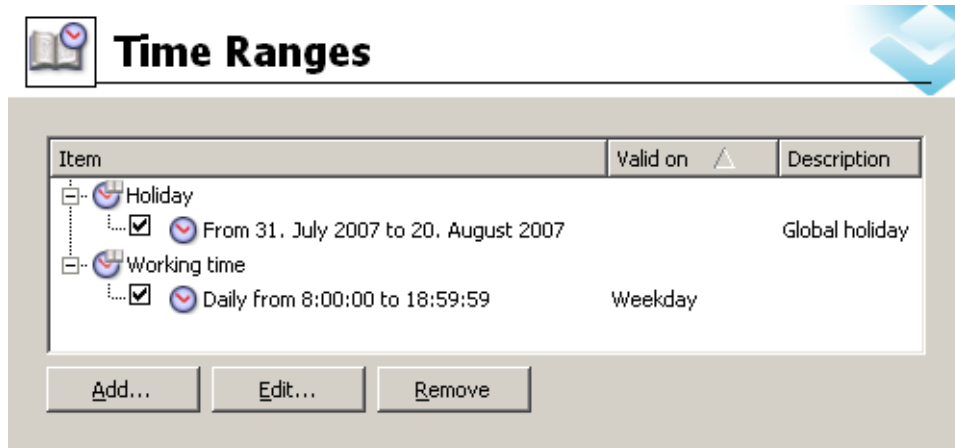 Time Ranges
Item Valid on Description
Holiday
From 31. July 2007 to 20. August 2007 Global holiday
Working time
Daily from 8:00:00 to 18:59:59 Weekday
Add... Edit... Remove